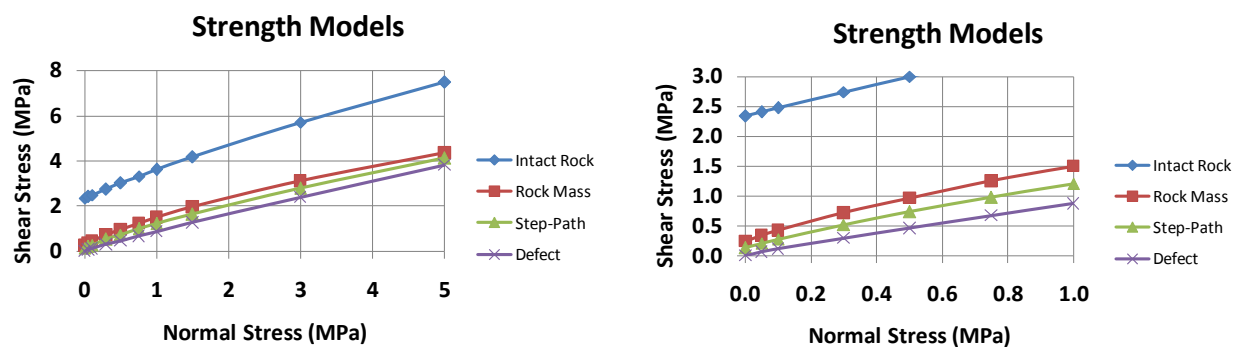 Strength Models
Shear Stress (MPa)
8
6
4
2
0
0 1 2 3 4 5
Normal Stress (MPa)
Intact Rock
Rock Mass
Step-Path
Defect
Strength Models
Shear Stress (MPa)
3.0
2.5
2.0
1.5
1.0
0.5
0.0
0.0 0.2 0.4 0.6 0.8 1.0
Normal Stress (MPa)
Intact Rock
Rock Mass
Step-Path
Defect